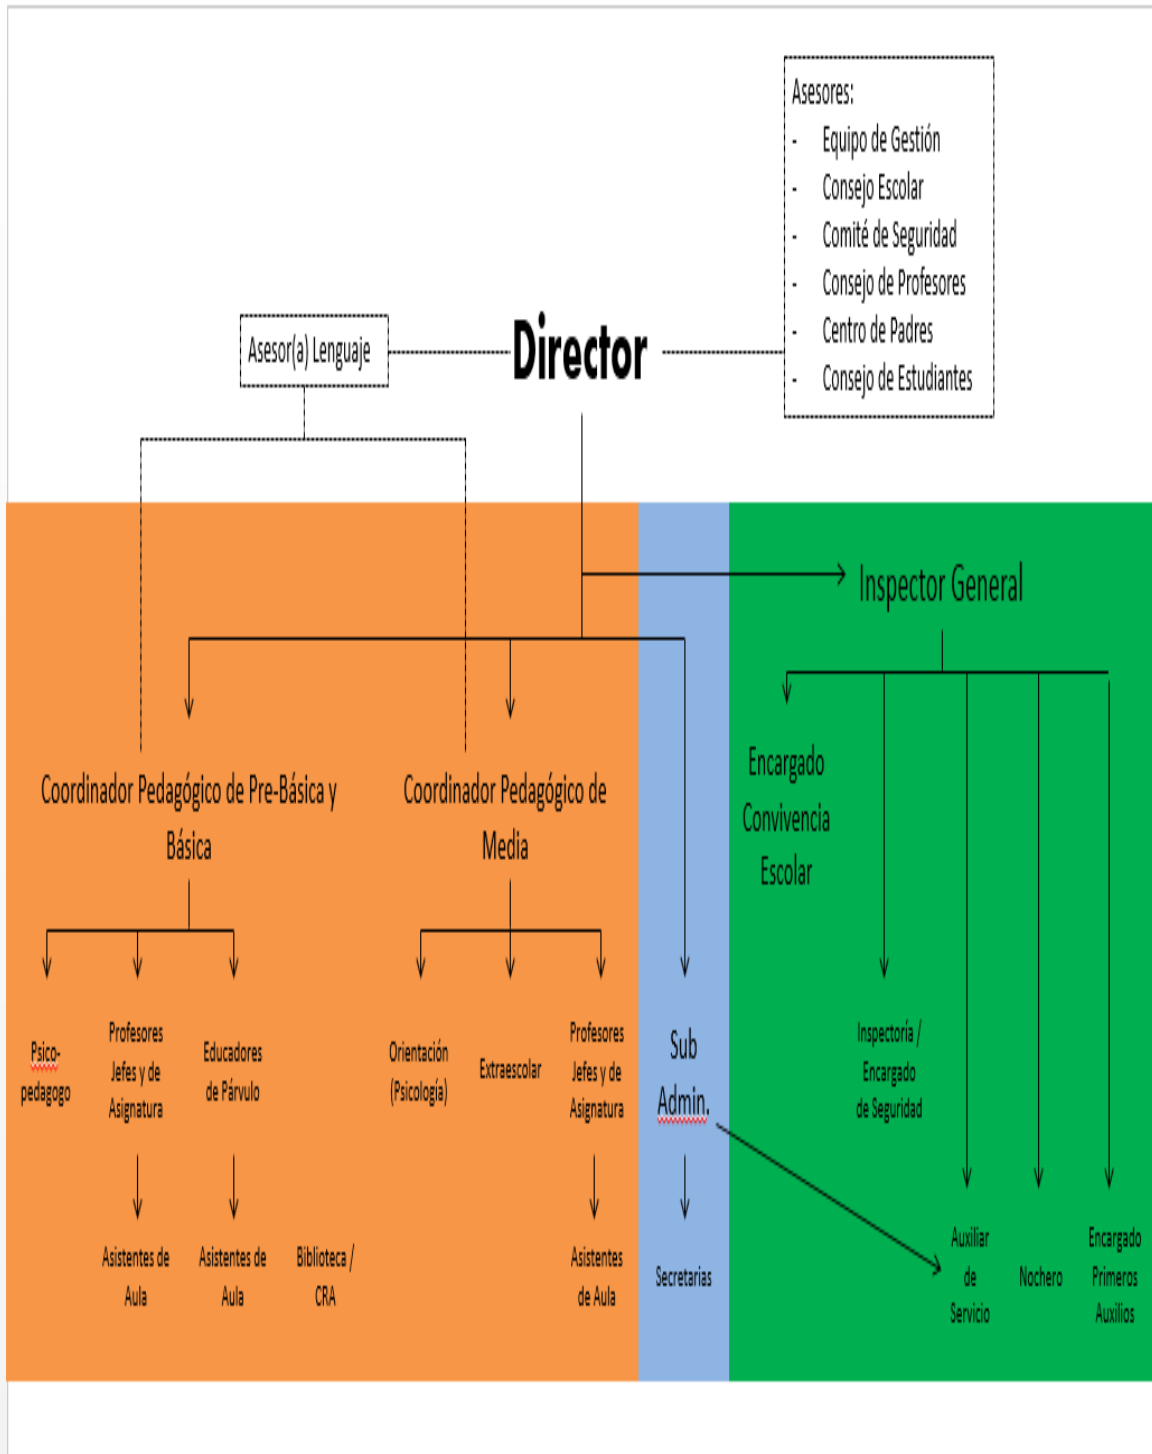 Asesores:
- Equipo de Gestión
- Consejo Escolar
- Comité de Seguridad
- Consejo de Profesores
- Centro de Padres
- Consejo de Estudiantes
Asesor(a) Lenguaje
Director
Inspector General
Coordinador Pedagógico de Pre-Básica y
Básica
Coordinador Pedagógico de
Media
Encargado
Convivencia
Escolar
Psico-
pedagogo
Profesores
Jefes y de
Asignatura
Educadores
de Párvulo
Orientación
(Psicología)
Extraescolar
Profesores
Jefes y de
Asignatura
Sub
Admin.
Inspectoría /
Encargado
de Seguridad
Asistentes de
Aula
Asistentes de
Aula
Biblioteca /
CRA
Asistentes
de Aula
Secretarias
Auxiliar
de
Servicio
Nochero
Encargado
Primeros
Auxilios